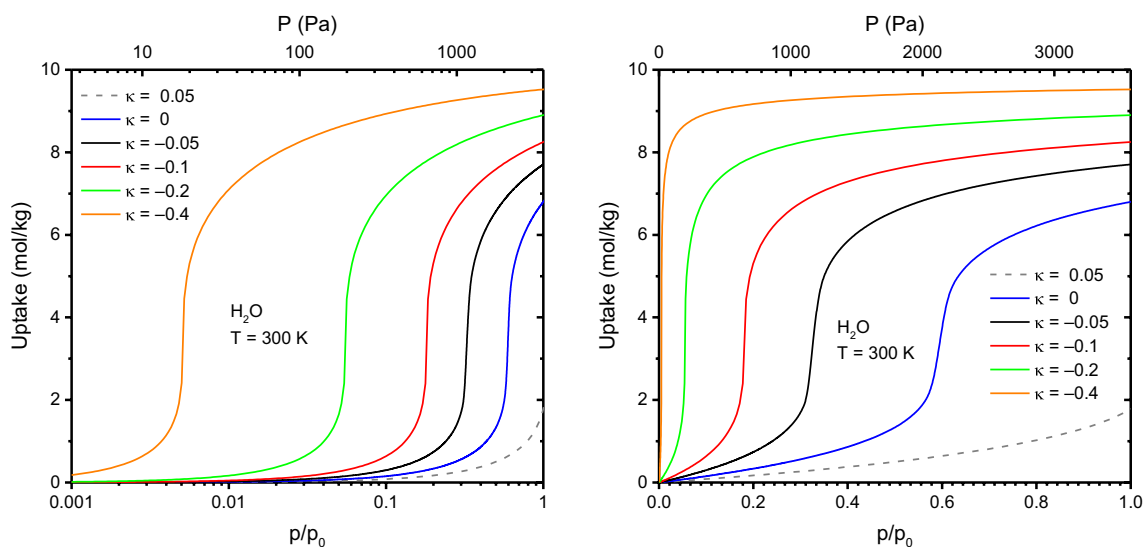 P (Pa)
10 100 1000
10
8
6
4
2
0
Uptake (mol/kg)
κ = 0.05
κ = 0
κ = –0.05
κ = –0.1
κ = –0.2
κ = –0.4
H₂O
T = 300 K
0.001 0.01 0.1 1
p/p₀
P (Pa)
0 1000 2000 3000
10
8
6
4
2
0
Uptake (mol/kg)
H₂O
T = 300 K
κ = 0.05
κ = 0
κ = –0.05
κ = –0.1
κ = –0.2
κ = –0.4
0.0 0.2 0.4 0.6 0.8 1.0
p/p₀